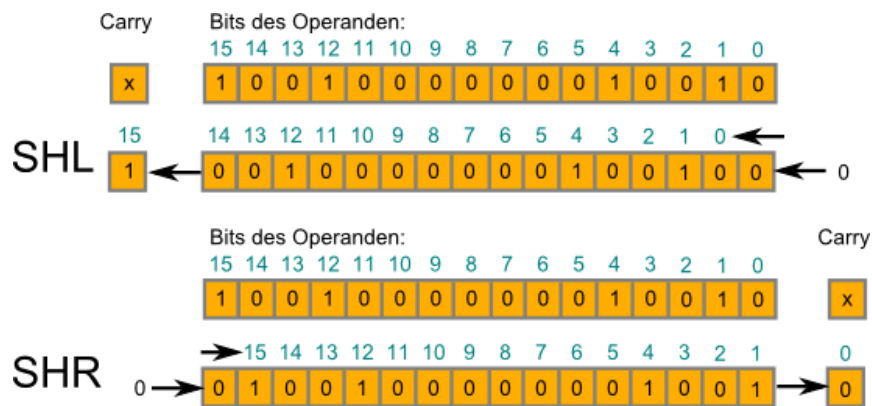 Carry Bits des Operanden:
15 14 13 12 11 10 9 8 7 6 5 4 3 2 1 0
x 1 0 0 1 0 0 0 0 0 0 0 1 0 0 1 0
15 14 13 12 11 10 9 8 7 6 5 4 3 2 1 0
SHL 1 0 0 1 0 0 0 0 0 0 0 1 0 0 1 0 0 0
Bits des Operanden: Carry
15 14 13 12 11 10 9 8 7 6 5 4 3 2 1 0
1 0 0 1 0 0 0 0 0 0 0 1 0 0 1 0 x
15 14 13 12 11 10 9 8 7 6 5 4 3 2 1 0
SHR 0 0 1 0 0 1 0 0 0 0 0 0 0 1 0 0 1 0